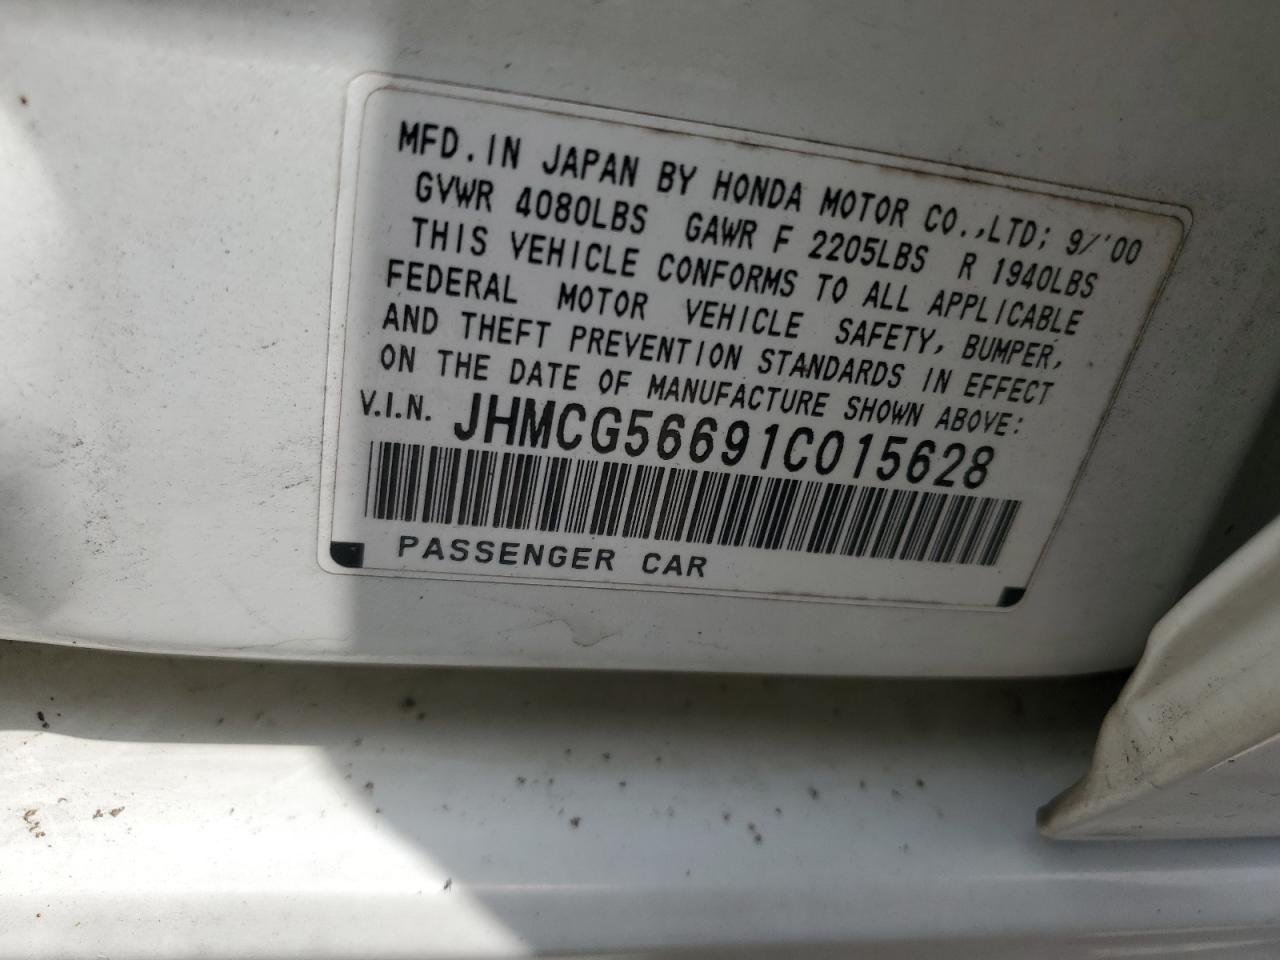 MFD. IN JAPAN BY HONDA MOTOR CO.,LTD; 9/'00
GVWR 4080LBS GAWR F 2205LBS R 1940LBS
THIS VEHICLE CONFORMS TO ALL APPLICABLE
FEDERAL MOTOR VEHICLE SAFETY, BUMPER,
AND THEFT PREVENTION STANDARDS IN EFFECT
ON THE DATE OF MANUFACTURE SHOWN ABOVE:
V.I.N. JHMCG56691C015628
PASSENGER CAR